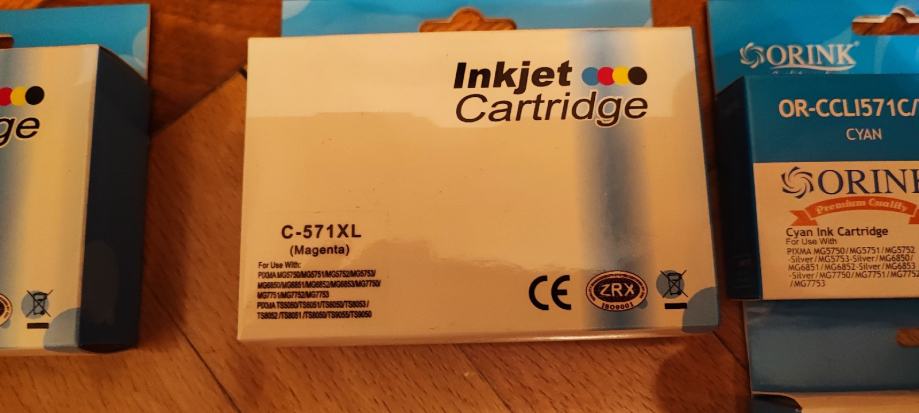 ge
Inkjet
Cartridge
C-571XL
(Magenta)
For Use With:
PIXMA MG5750/MG5751/MG5752/MG5753/
MG6850/MG6851/MG6852/MG6853/MG7750/
MG7751/MG7752/MG7753
PIXMA TS5050/TS6051/TS8050/TS8053/
TS8052/TS8051/TS8050/TS9055/TS9050
CE
ZRX
ISO9001
ORINK
OR-CCLI571C/
CYAN
ORINK
Premium Quality
Cyan Ink Cartridge
For Use With
PIXMA MG5750/MG5751/MG5752
-Silver/MG5753-Silver/MG6850/
MG6851/MG6852-Silver/MG6853
-Silver/MG7750/MG7751/MG7752
/MG7753